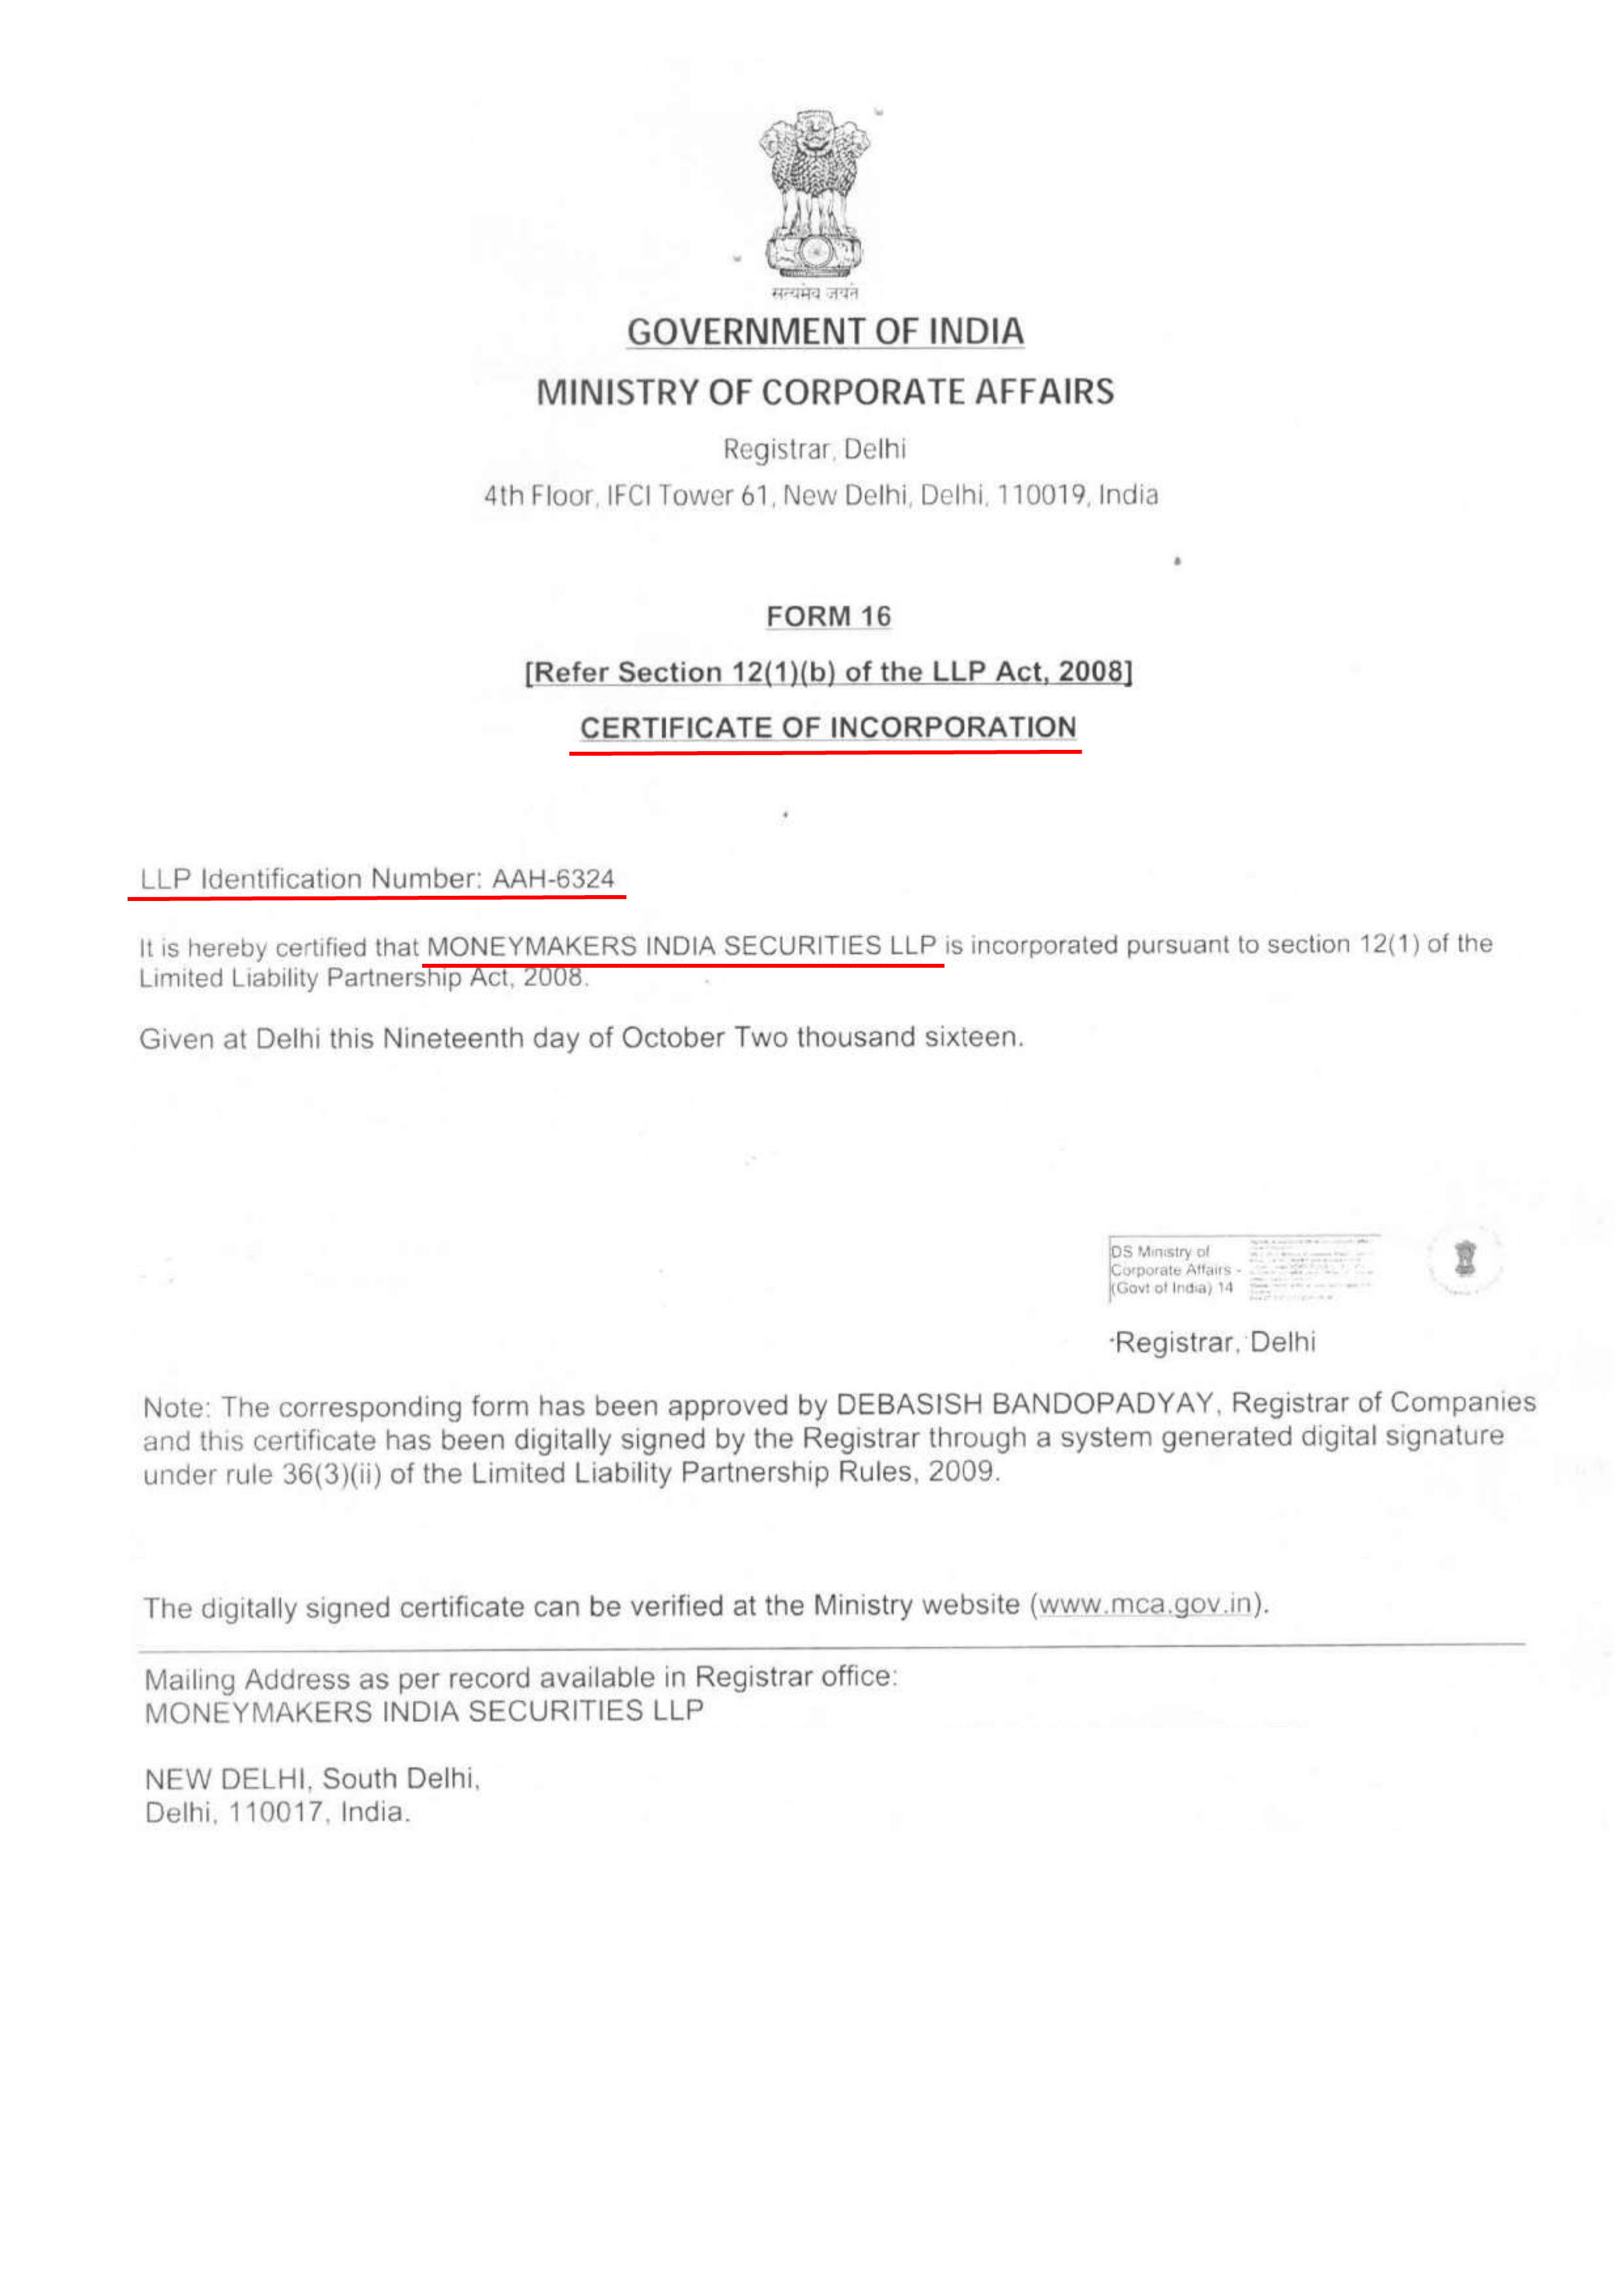 सत्यमेव जयते
GOVERNMENT OF INDIA
MINISTRY OF CORPORATE AFFAIRS
Registrar, Delhi
4th Floor, IFCI Tower 61, New Delhi, Delhi, 110019, India
FORM 16
[Refer Section 12(1)(b) of the LLP Act, 2008]
CERTIFICATE OF INCORPORATION
LLP Identification Number: AAH-6324
It is hereby certified that MONEYMAKERS INDIA SECURITIES LLP is incorporated pursuant to section 12(1) of the
Limited Liability Partnership Act, 2008.
Given at Delhi this Nineteenth day of October Two thousand sixteen.
DS Ministry of
Corporate Affairs -
(Govt of India) 14
Registrar, Delhi
Note: The corresponding form has been approved by DEBASISH BANDOPADYAY, Registrar of Companies
and this certificate has been digitally signed by the Registrar through a system generated digital signature
under rule 36(3)(ii) of the Limited Liability Partnership Rules, 2009.
The digitally signed certificate can be verified at the Ministry website (www.mca.gov.in).
Mailing Address as per record available in Registrar office:
MONEYMAKERS INDIA SECURITIES LLP
NEW DELHI, South Delhi,
Delhi, 110017, India.